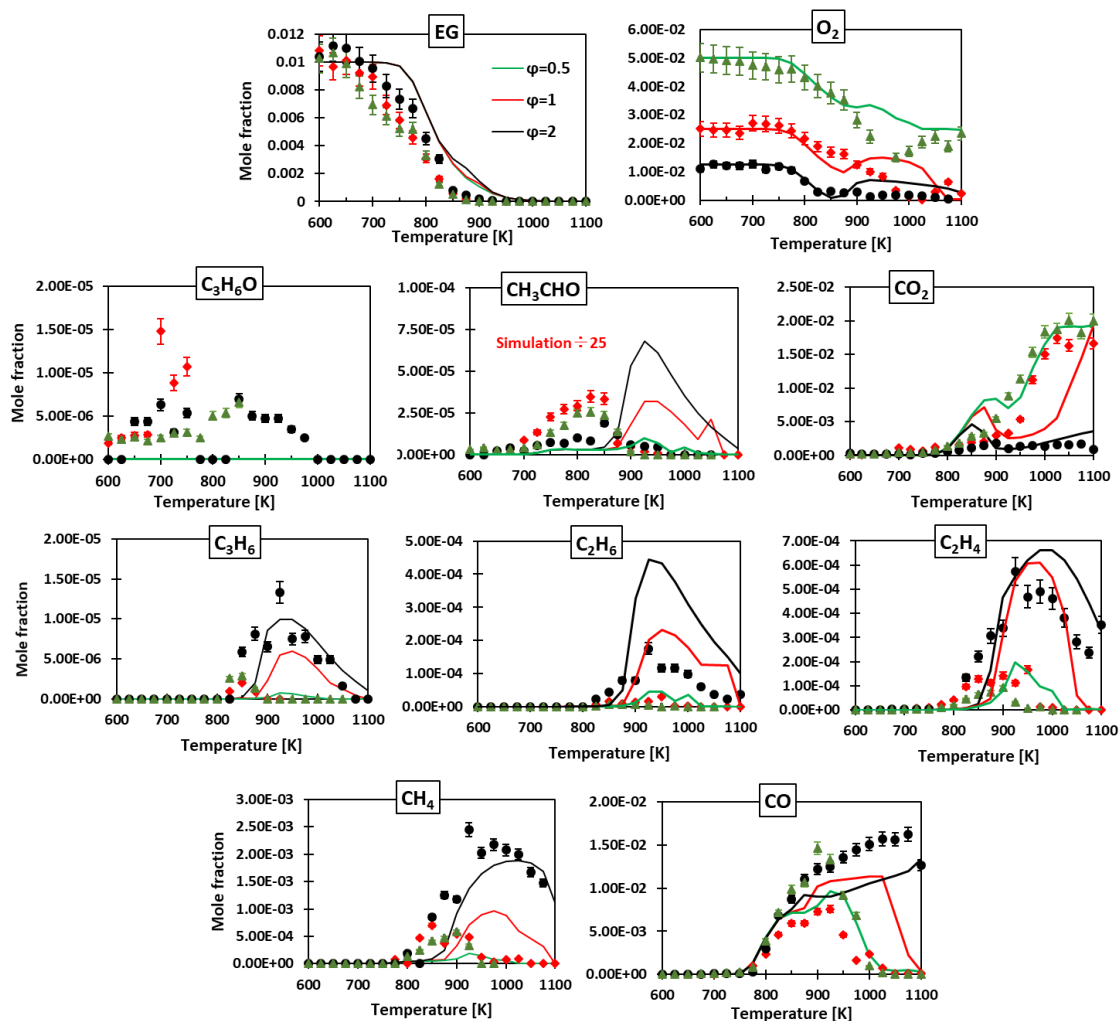 EG
0.012
0.01
0.008
0.006
0.004
0.002
0
Mole fraction
φ=0.5
φ=1
φ=2
600 700 800 900 1000 1100
Temperature [K]
O2
6.00E-02
5.00E-02
4.00E-02
3.00E-02
2.00E-02
1.00E-02
0.00E+00
600 700 800 900 1000 1100
Temperature [K]
C3H6O
2.00E-05
1.50E-05
1.00E-05
5.00E-06
0.00E+00
Mole fraction
600 700 800 900 1000 1100
Temperature [K]
CH3CHO
1.00E-04
7.50E-05
5.00E-05
2.50E-05
0.00E+00
Simulation ÷ 25
600 700 800 900 1000 1100
Temperature [K]
CO2
2.50E-02
2.00E-02
1.50E-02
1.00E-02
5.00E-03
0.00E+00
600 700 800 900 1000 1100
Temperature [K]
C3H6
2.00E-05
1.50E-05
1.00E-05
5.00E-06
0.00E+00
Mole fraction
600 700 800 900 1000 1100
Temperature [K]
C2H6
5.00E-04
4.00E-04
3.00E-04
2.00E-04
1.00E-04
0.00E+00
600 700 800 900 1000 1100
Temperature [K]
C2H4
7.00E-04
6.00E-04
5.00E-04
4.00E-04
3.00E-04
2.00E-04
1.00E-04
0.00E+00
600 700 800 900 1000 1100
Temperature [K]
CH4
3.00E-03
2.50E-03
2.00E-03
1.50E-03
1.00E-03
5.00E-04
0.00E+00
Mole fraction
600 700 800 900 1000 1100
Temperature [K]
CO
2.00E-02
1.50E-02
1.00E-02
5.00E-03
0.00E+00
600 700 800 900 1000 1100
Temperature [K]